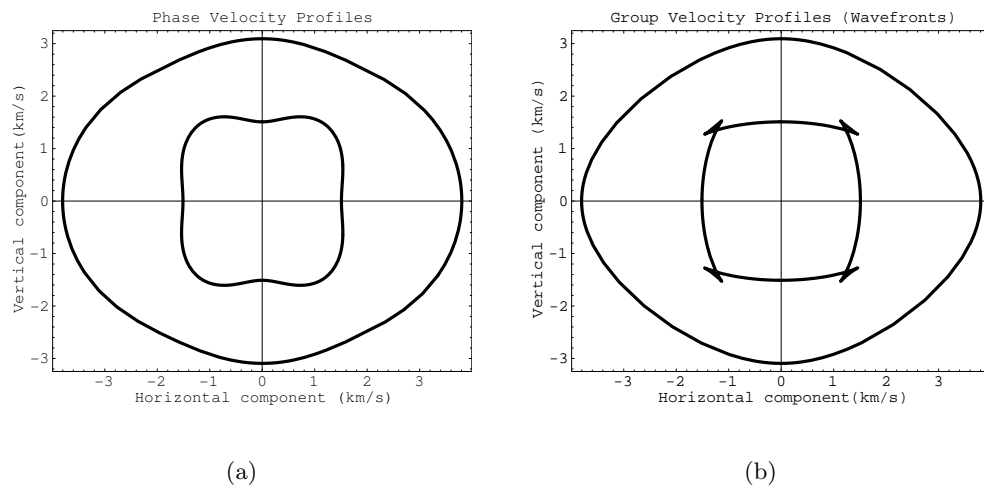 Phase Velocity Profiles
Vertical component(km/s)
3
2
1
0
−1
−2
−3
−3 −2 −1 0 1 2 3
Horizontal component (km/s)
(a)
Group Velocity Profiles (Wavefronts)
Vertical component (km/s)
3
2
1
0
−1
−2
−3
−3 −2 −1 0 1 2 3
Horizontal component(km/s)
(b)